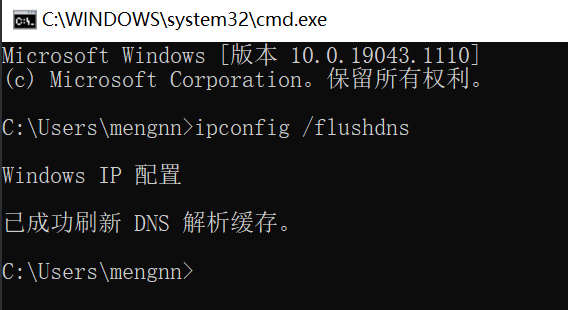 C:\WINDOWS\system32\cmd.exe
Microsoft Windows [版本 10.0.19043.1110]
(c) Microsoft Corporation。保留所有权利。
C:\Users\mengnn>ipconfig /flushdns
Windows IP 配置
已成功刷新 DNS 解析缓存。
C:\Users\mengnn>